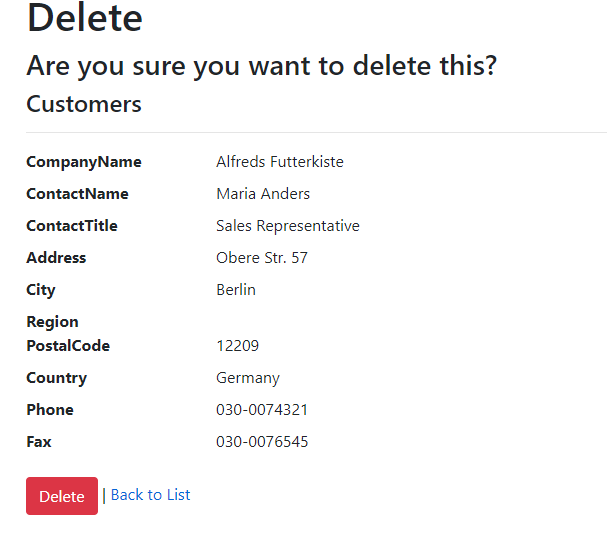 Delete
Are you sure you want to delete this?
Customers
CompanyName Alfreds Futterkiste
ContactName Maria Anders
ContactTitle Sales Representative
Address Obere Str. 57
City Berlin
Region
PostalCode 12209
Country Germany
Phone 030-0074321
Fax 030-0076545
Delete | Back to List